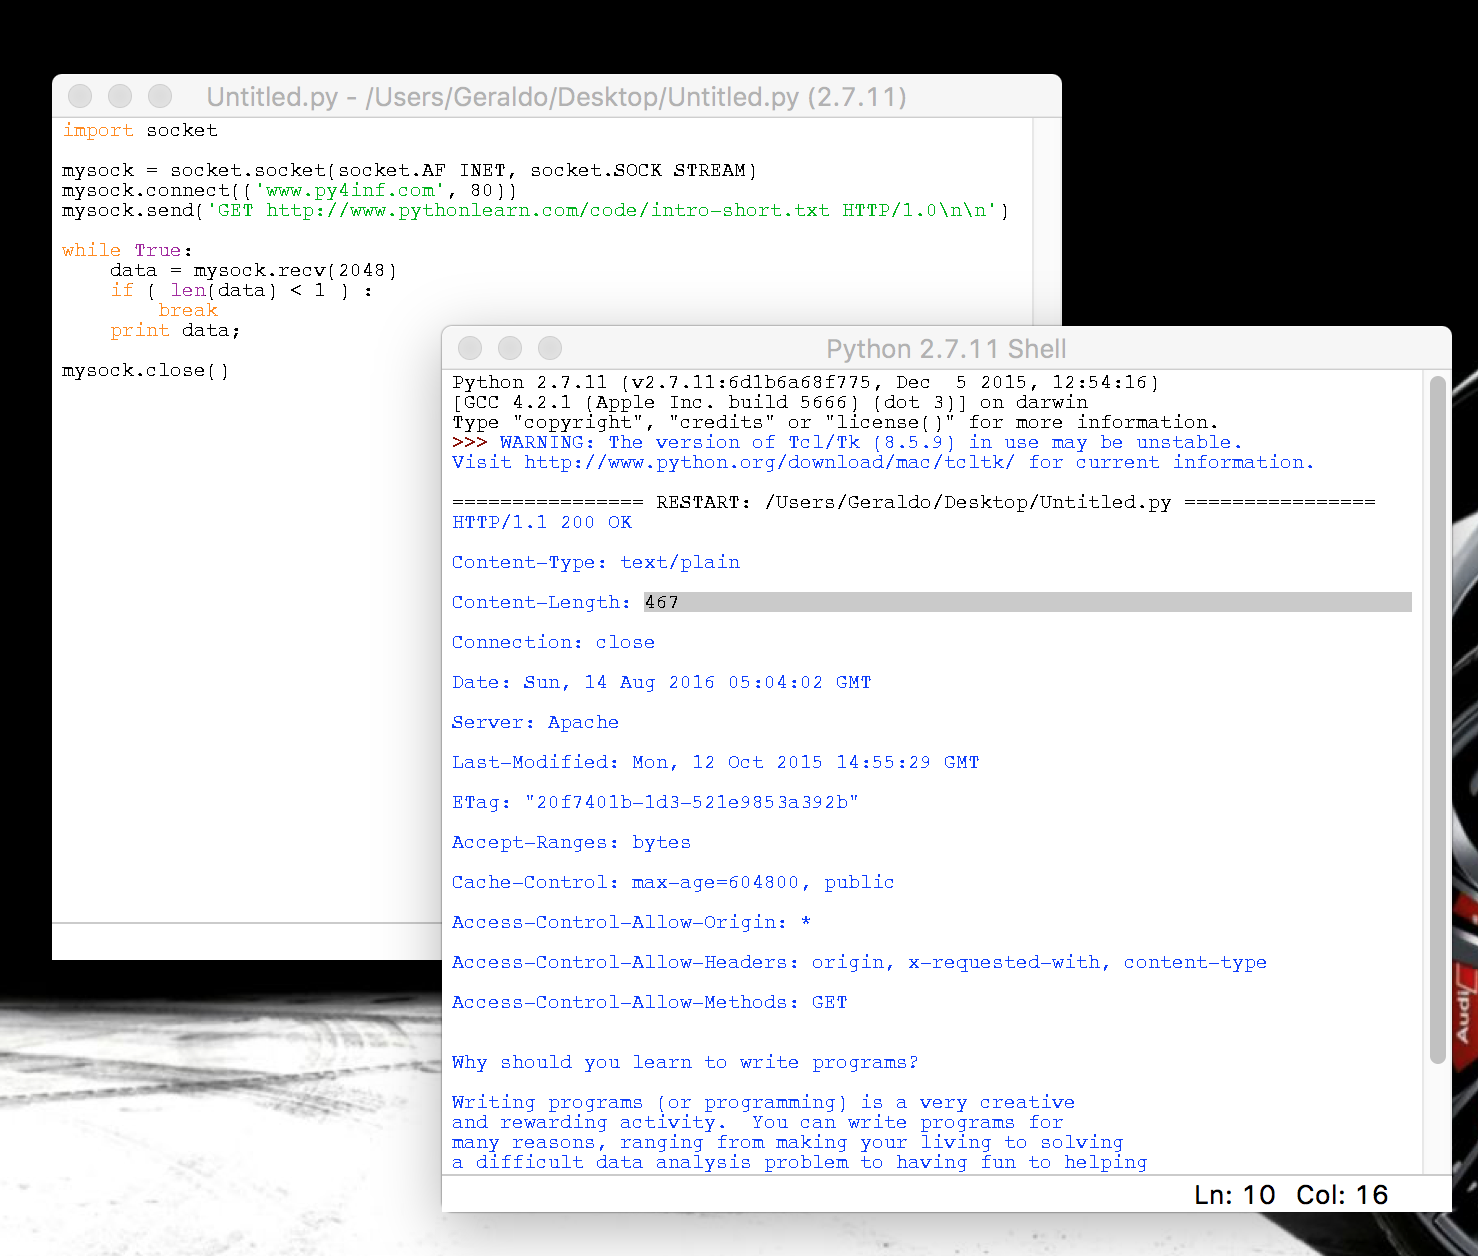 Untitled.py - /Users/Geraldo/Desktop/Untitled.py (2.7.11)
import socket
mysock = socket.socket(socket.AF_INET, socket.SOCK_STREAM)
mysock.connect(('www.py4inf.com', 80))
mysock.send('GET http://www.pythonlearn.com/code/intro-short.txt HTTP/1.0\n\n')
while True:
    data = mysock.recv(2048)
    if ( len(data) < 1 ) :
        break
    print data;
mysock.close()
Python 2.7.11 Shell
Python 2.7.11 (v2.7.11:6d1b6a68f775, Dec  5 2015, 12:54:16)
[GCC 4.2.1 (Apple Inc. build 5666) (dot 3)] on darwin
Type "copyright", "credits" or "license()" for more information.
>>> WARNING: The version of Tcl/Tk (8.5.9) in use may be unstable.
Visit http://www.python.org/download/mac/tcltk/ for current information.
================ RESTART: /Users/Geraldo/Desktop/Untitled.py ================
HTTP/1.1 200 OK
Content-Type: text/plain
Content-Length: 467
Connection: close
Date: Sun, 14 Aug 2016 05:04:02 GMT
Server: Apache
Last-Modified: Mon, 12 Oct 2015 14:55:29 GMT
ETag: "20f7401b-1d3-521e9853a392b"
Accept-Ranges: bytes
Cache-Control: max-age=604800, public
Access-Control-Allow-Origin: *
Access-Control-Allow-Headers: origin, x-requested-with, content-type
Access-Control-Allow-Methods: GET
Why should you learn to write programs?
Writing programs (or programming) is a very creative
and rewarding activity.  You can write programs for
many reasons, ranging from making your living to solving
a difficult data analysis problem to having fun to helping
Ln: 10 Col: 16
Audi